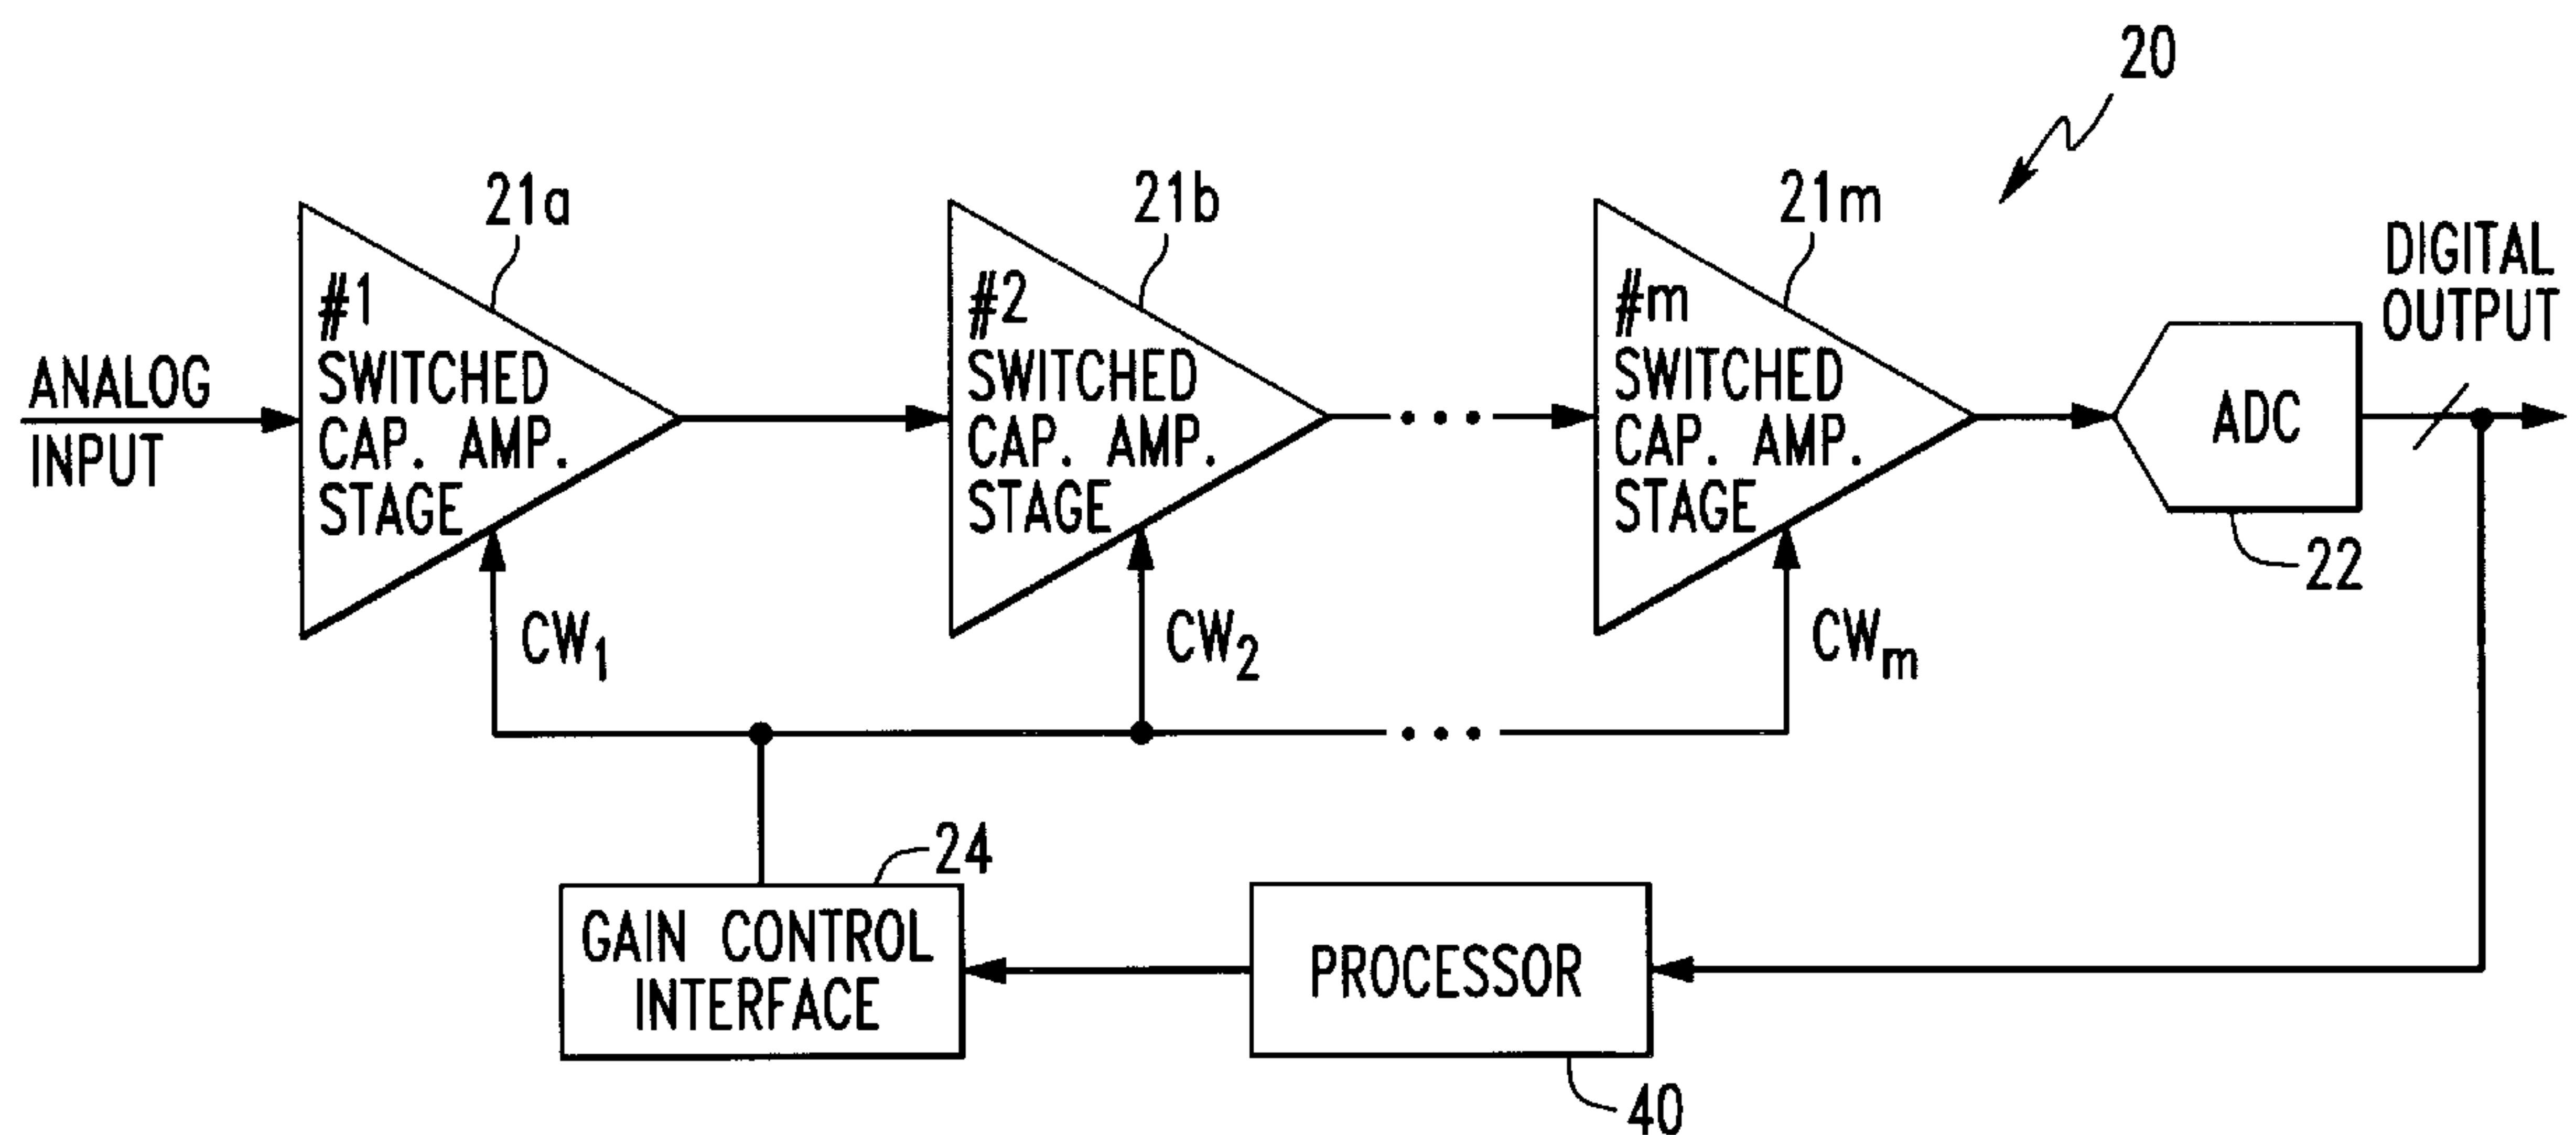 20
21a
21b
21m
DIGITAL
OUTPUT
ANALOG
INPUT
#1
SWITCHED
CAP. AMP.
STAGE
#2
SWITCHED
CAP. AMP.
STAGE
#m
SWITCHED
CAP. AMP.
STAGE
ADC
22
CW1
CW2
CWm
24
GAIN CONTROL
INTERFACE
PROCESSOR
40